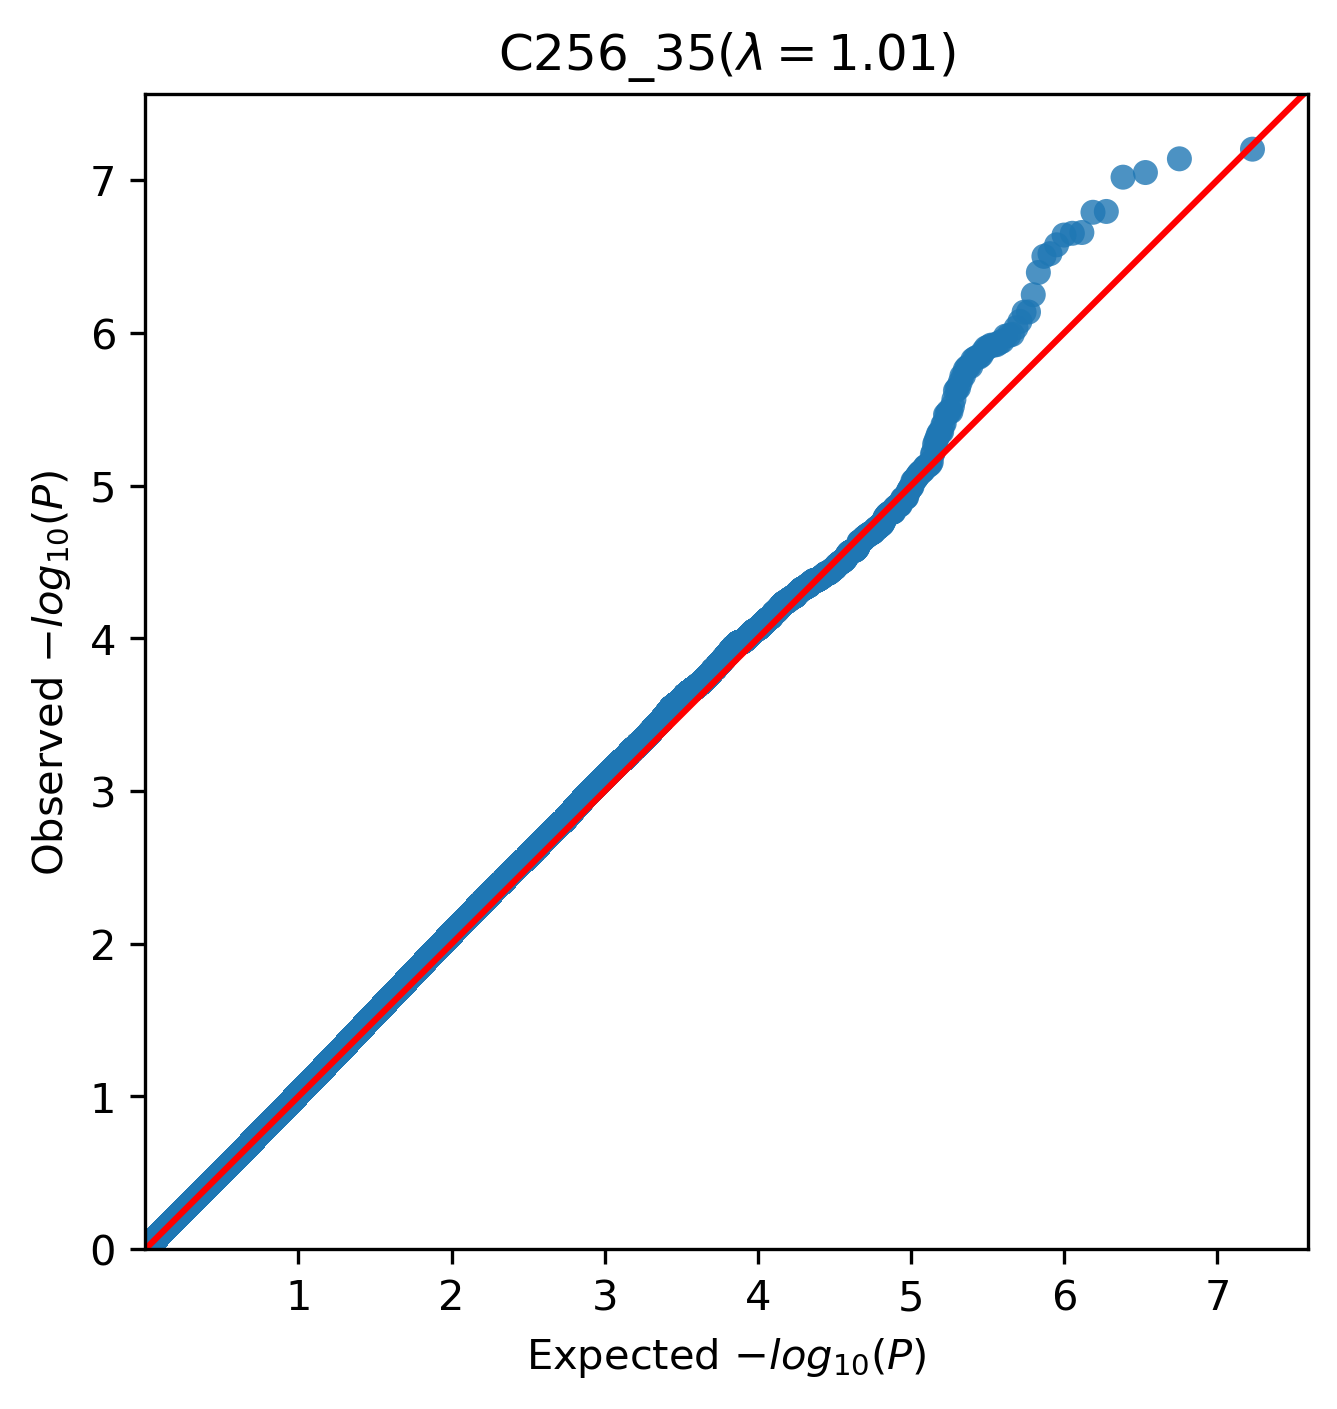 C256_35(λ = 1.01)
Observed −log10(P)
7
6
5
4
3
2
1
0
1 2 3 4 5 6 7
Expected −log10(P)